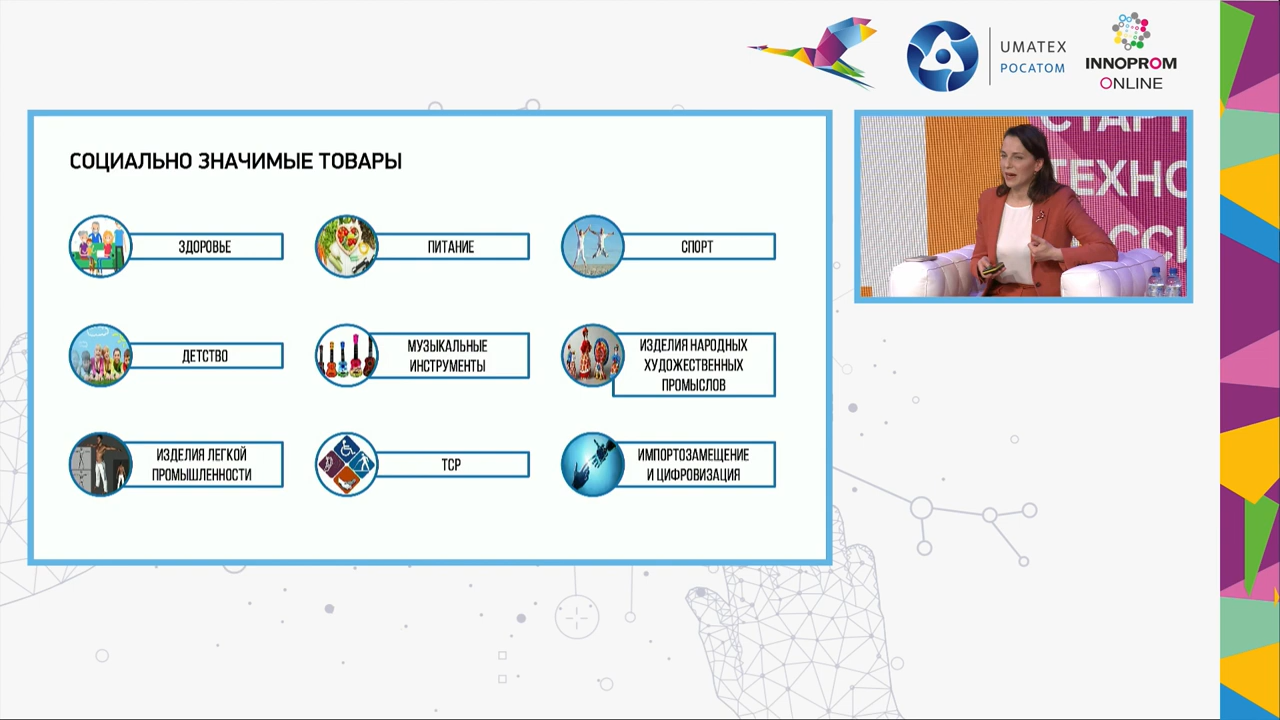 UMATEX
РОСАТОМ
INNOPROM
ONLINE
СОЦИАЛЬНО ЗНАЧИМЫЕ ТОВАРЫ
ЗДОРОВЬЕ
ПИТАНИЕ
СПОРТ
ДЕТСТВО
МУЗЫКАЛЬНЫЕ
ИНСТРУМЕНТЫ
ИЗДЕЛИЯ НАРОДНЫХ
ХУДОЖЕСТВЕННЫХ
ПРОМЫСЛОВ
ИЗДЕЛИЯ ЛЕГКОЙ
ПРОМЫШЛЕННОСТИ
ТСР
ИМПОРТОЗАМЕЩЕНИЕ
И ЦИФРОВИЗАЦИЯ